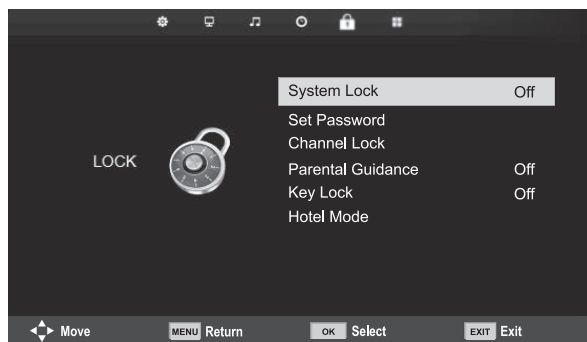 System Lock Off
Set Password
Channel Lock
LOCK
Parental Guidance Off
Key Lock Off
Hotel Mode
Move MENU Return OK Select EXIT Exit